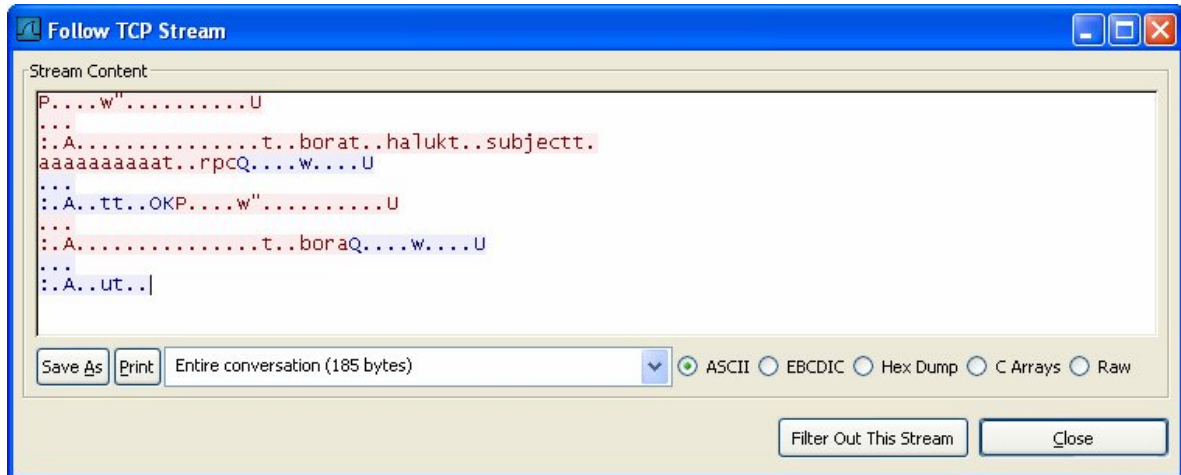 Follow TCP Stream
Stream Content
P....w"..........U
...
:.A...............t..borat..halukt..subjectt.
aaaaaaaaaat..rpcQ....w....U
...
:.A..tt..OKP....w"..........U
...
:.A...............t..boraQ....w....U
...
:.A..ut..
Save As Print Entire conversation (185 bytes) ASCII EBCDIC Hex Dump C Arrays Raw
Filter Out This Stream Close